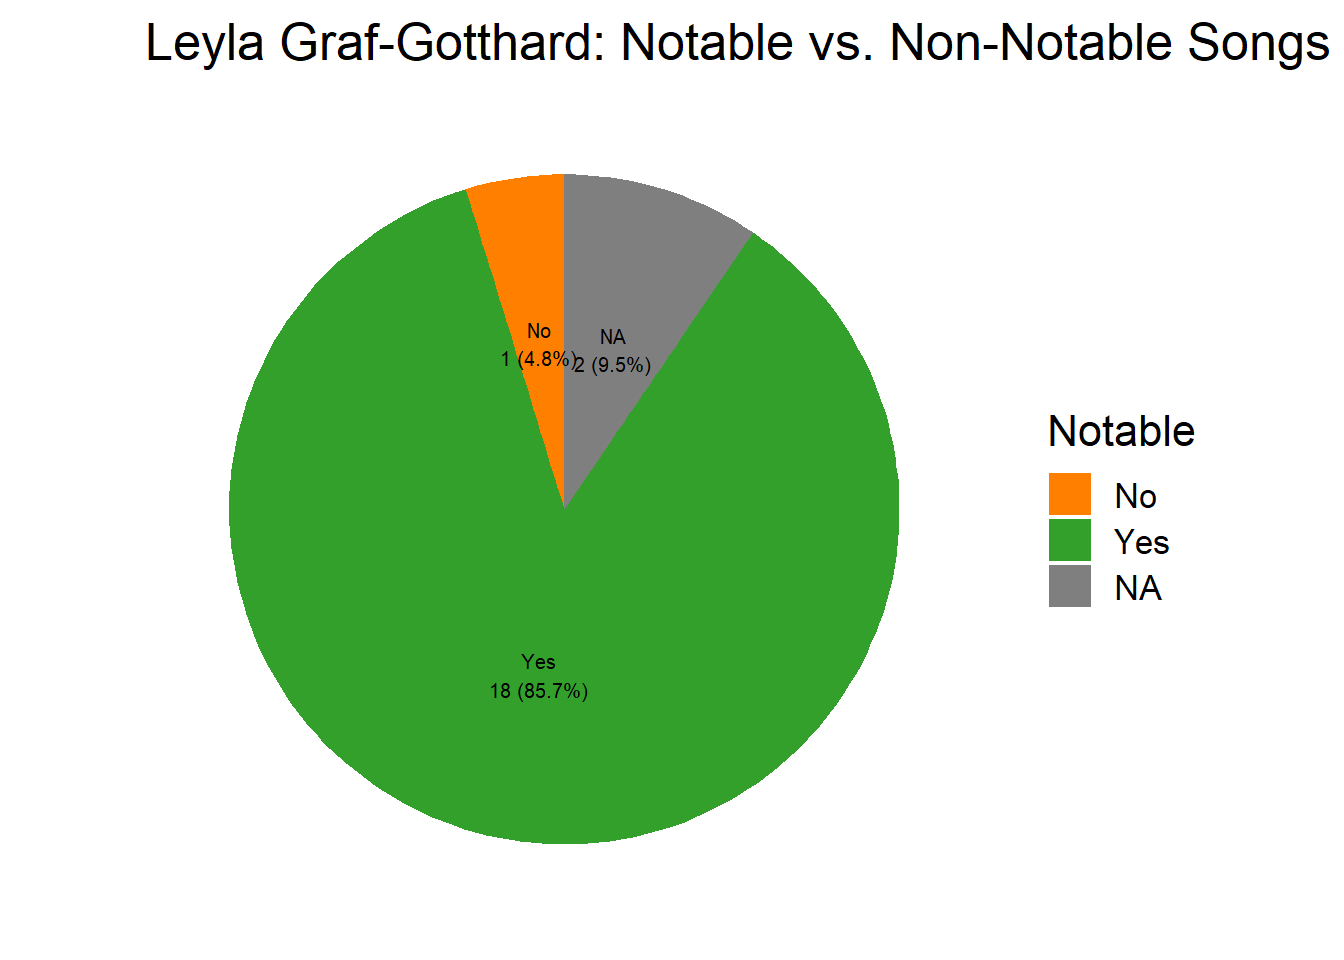 Leyla Graf-Gotthard: Notable vs. Non-Notable Songs
No
1 (4.8%)
NA
2 (9.5%)
Yes
18 (85.7%)
Notable
No
Yes
NA